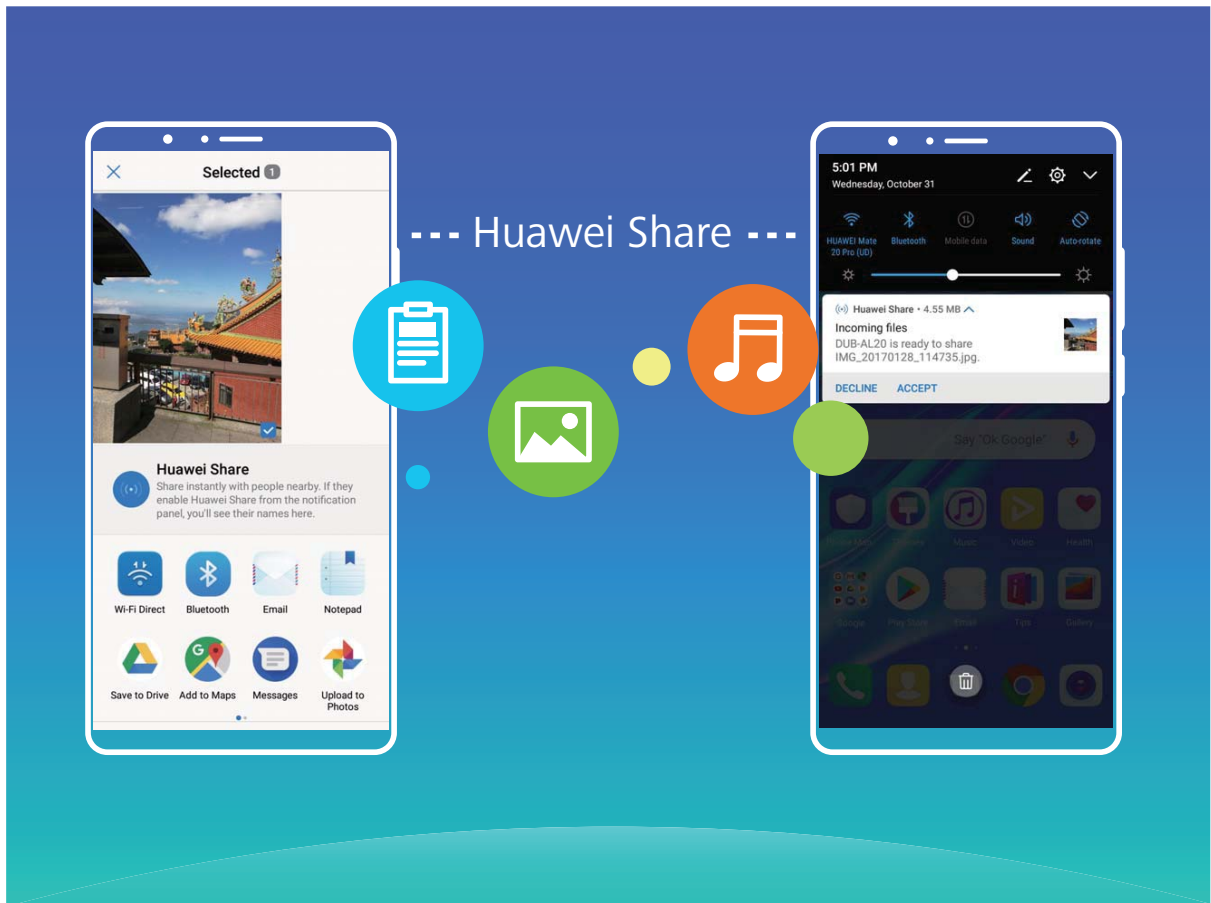 Selected 1
Huawei Share
Share instantly with people nearby. If they
enable Huawei Share from the notification
panel, you'll see their names here.
Wi-Fi Direct Bluetooth Email Notepad
Save to Drive Add to Maps Messages Upload to
Photos
--- Huawei Share ---
5:01 PM
Wednesday, October 31
HUAWEI Mate
20 Pro (UD)
Bluetooth Mobile data Sound Auto-rotate
Huawei Share • 4.55 MB
Incoming files
DUB-AL20 is ready to share
IMG_20170128_114735.jpg.
DECLINE ACCEPT
Say "Ok Google"
Music Video Health
Google Play Store Email Tips Gallery